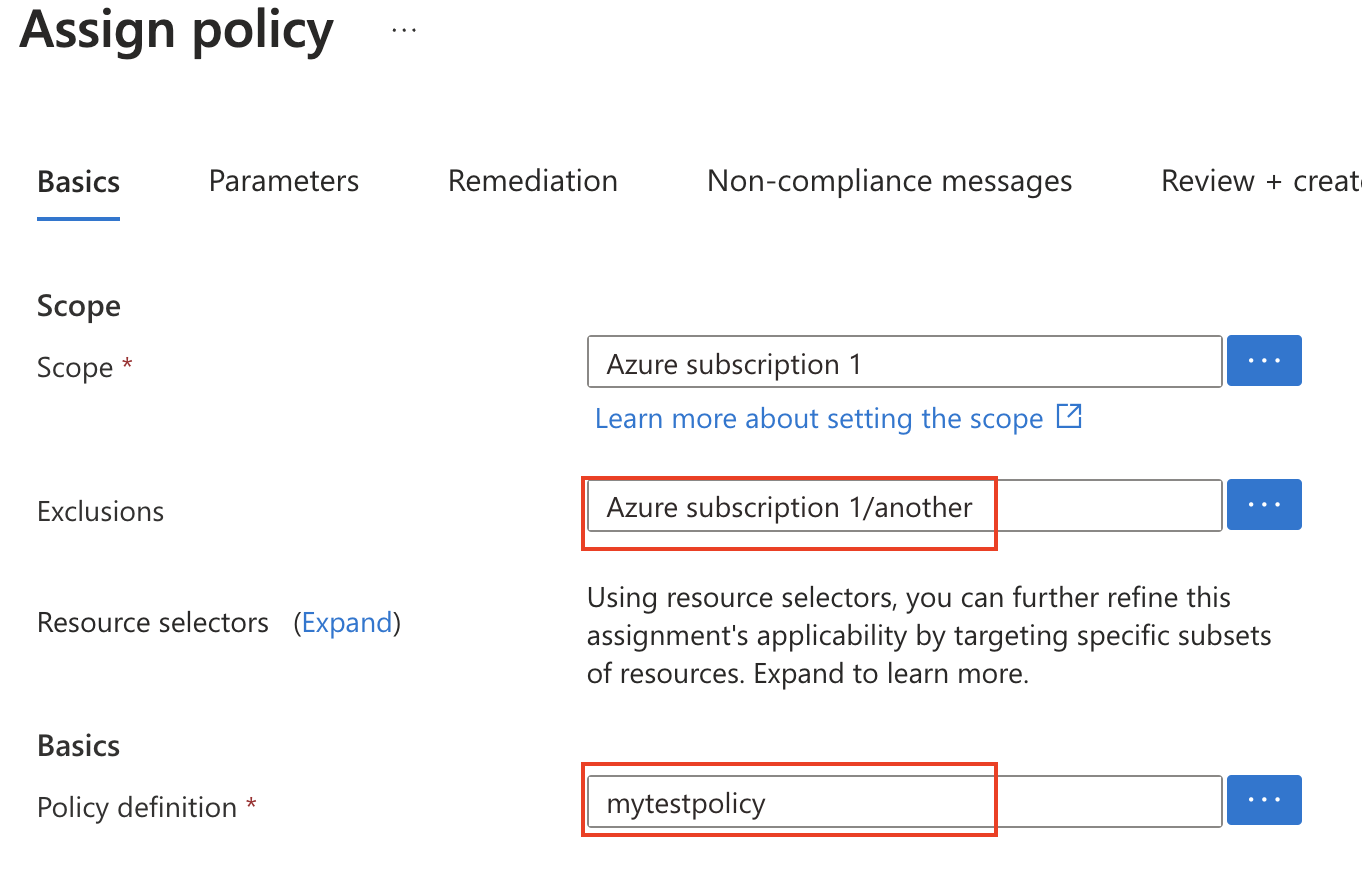 Assign policy ...
Basics Parameters Remediation Non-compliance messages Review + create
Scope
Scope * Azure subscription 1 ...
Learn more about setting the scope
Exclusions Azure subscription 1/another ...
Resource selectors (Expand) Using resource selectors, you can further refine this
assignment's applicability by targeting specific subsets
of resources. Expand to learn more.
Basics
Policy definition * mytestpolicy ...